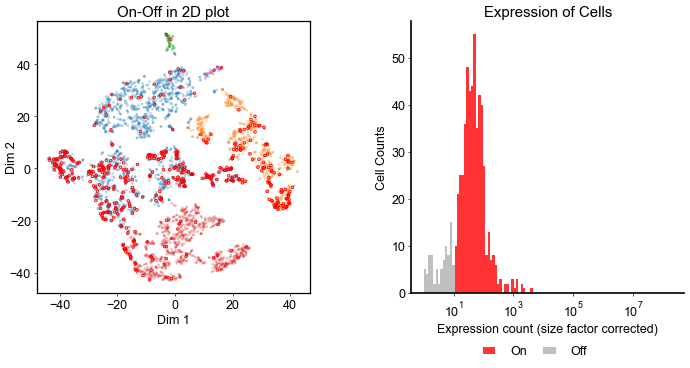 On-Off in 2D plot
40
20
0
−20
−40
−40 −20 0 20 40
Dim 1
Dim 2
Expression of Cells
50
40
30
20
10
0
10^1 10^3 10^5 10^7
Cell Counts
Expression count (size factor corrected)
On Off